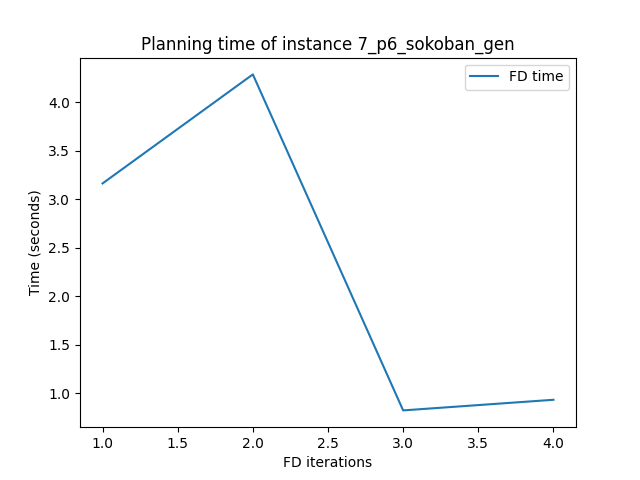 Planning time of instance 7_p6_sokoban_gen
FD time
4.0
3.5
3.0
2.5
2.0
1.5
1.0
Time (seconds)
1.0 1.5 2.0 2.5 3.0 3.5 4.0
FD iterations